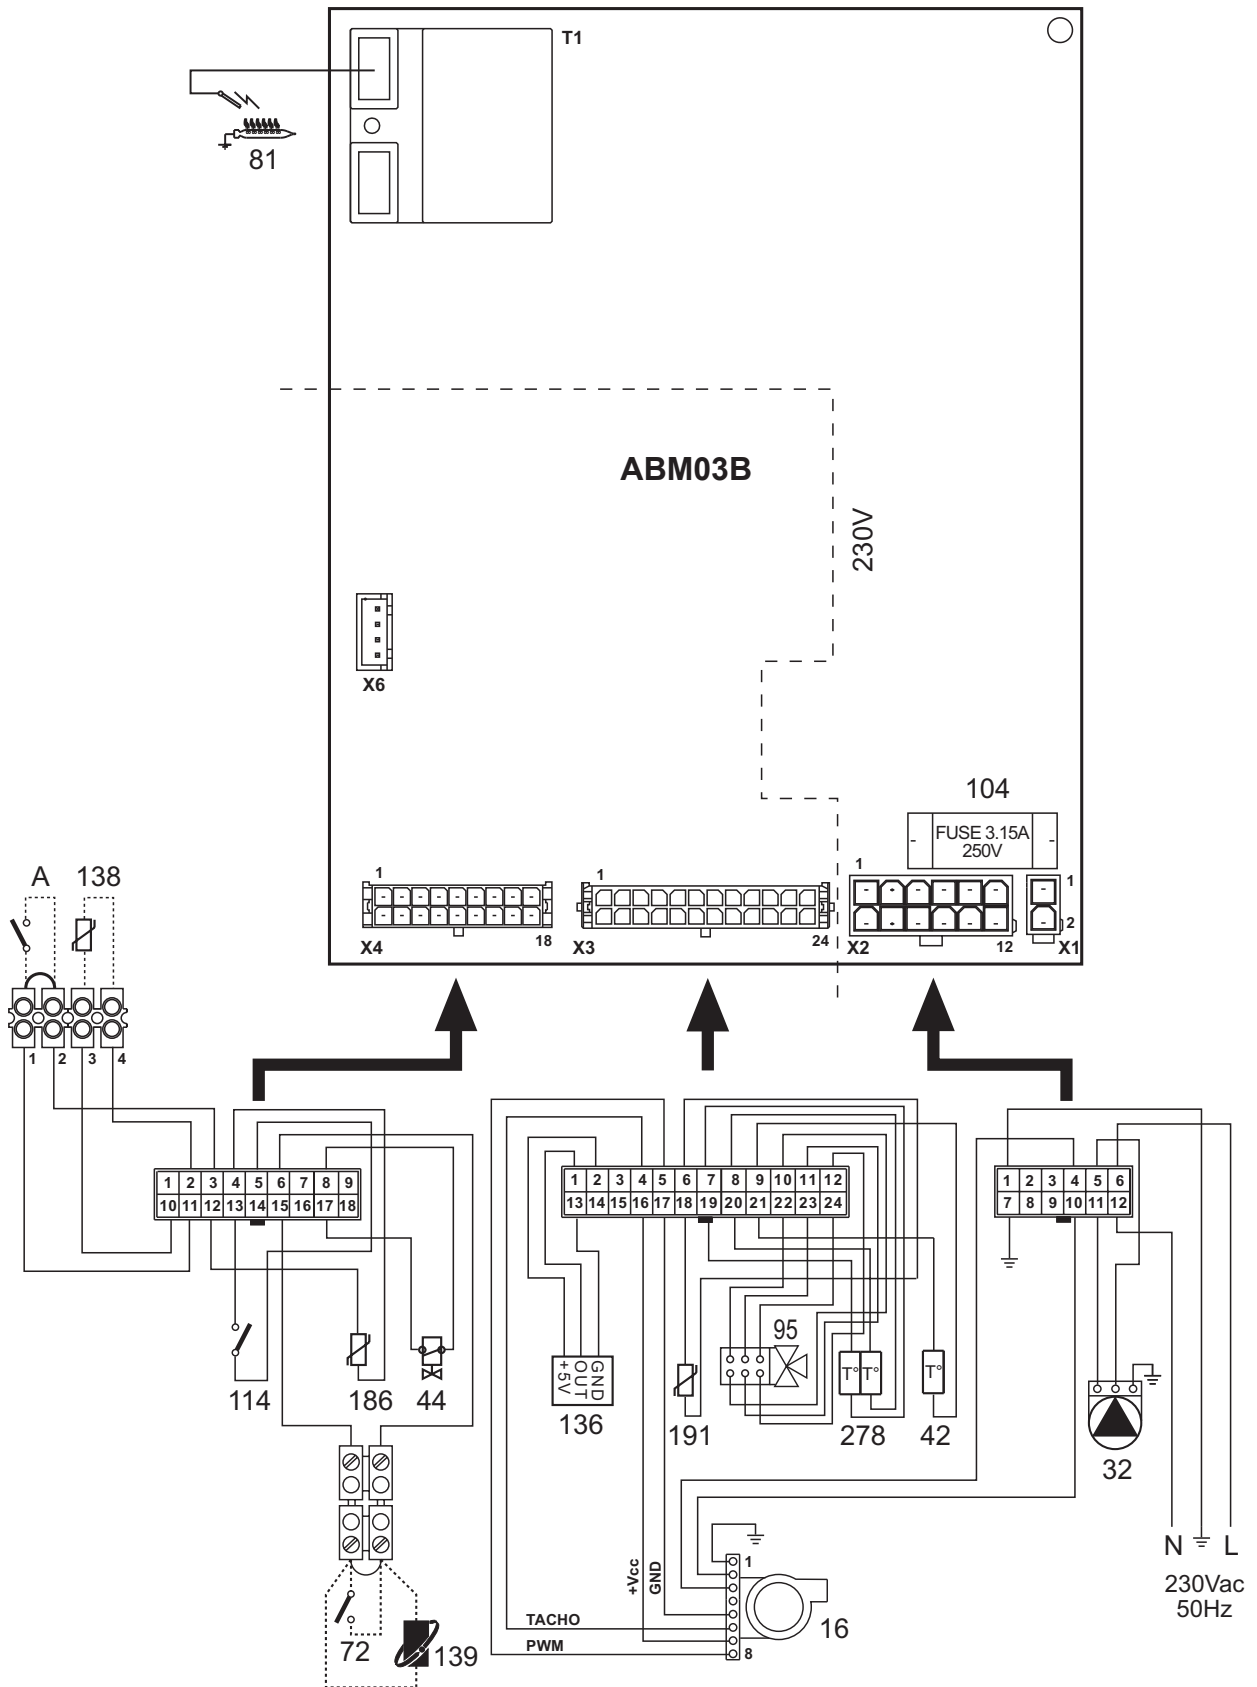 T1
81
ABM03B
230V
X6
104
FUSE 3.15A
250V
A 138
1
18
X4
1
24
X3
1
12
X2
1
2
X1
1 2 3 4
1 2 3 4 5 6 7 8 9
10 11 12 13 14 15 16 17 18
1 2 3 4 5 6 7 8 9 10 11 12
13 14 15 16 17 18 19 20 21 22 23 24
1 2 3 4 5 6
7 8 9 10 11 12
114
186
44
+5V
OUT
GND
136
191
95
T° T°
278
T°
42
32
N L
230Vac
50Hz
+Vcc
GND
TACHO
PWM
1
8
16
72
139